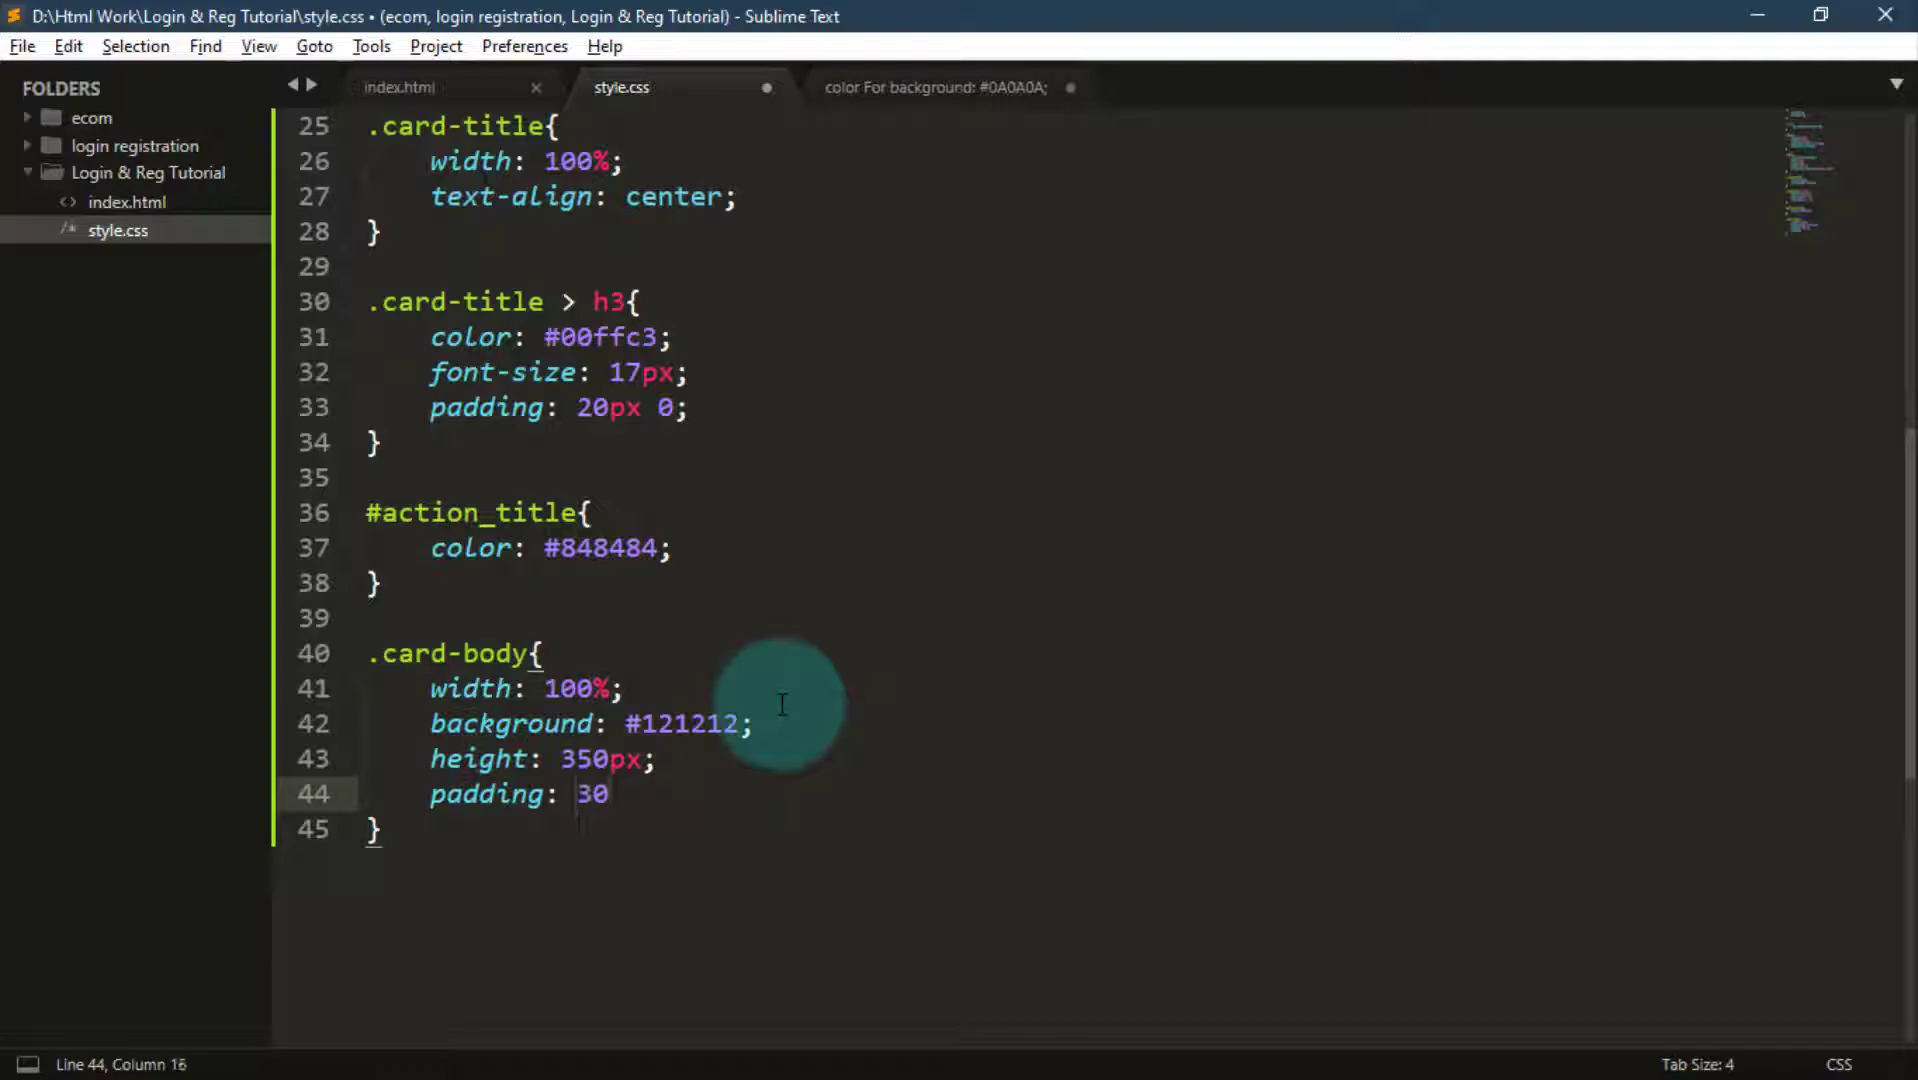 D:\Html Work\Login & Reg Tutorial\style.css • (ecom, login registration, Login & Reg Tutorial) - Sublime Text
File Edit Selection Find View Goto Tools Project Preferences Help
FOLDERS
ecom
login registration
Login & Reg Tutorial
<> index.html
/* style.css
index.html
style.css
color For background: #0A0A0A;
25 .card-title{
26 width: 100%;
27 text-align: center;
28 }
29
30 .card-title > h3{
31 color: #00ffc3;
32 font-size: 17px;
33 padding: 20px 0;
34 }
35
36 #action_title{
37 color: #848484;
38 }
39
40 .card-body{
41 width: 100%;
42 background: #121212;
43 height: 350px;
44 padding: 30
45 }
Line 44, Column 16
Tab Size: 4
CSS